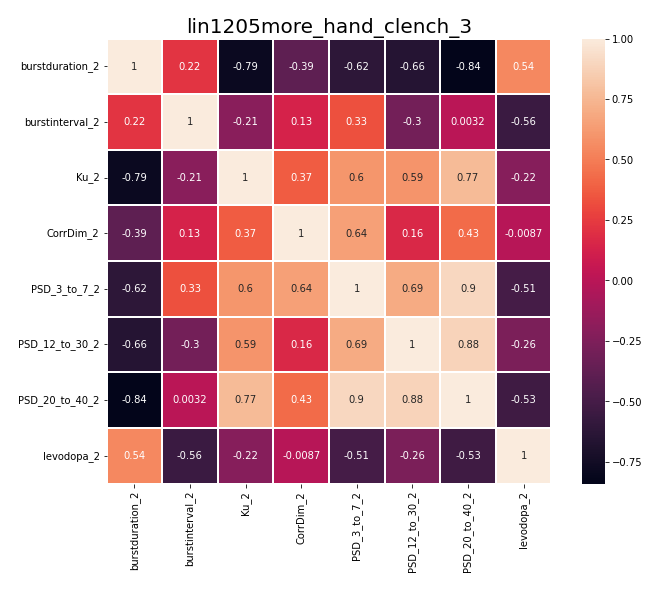 lin1205more_hand_clench_3
burstduration_2 1 0.22 -0.79 -0.39 -0.62 -0.66 -0.84 0.54
burstinterval_2 0.22 1 -0.21 0.13 0.33 -0.3 0.0032 -0.56
Ku_2 -0.79 -0.21 1 0.37 0.6 0.59 0.77 -0.22
CorrDim_2 -0.39 0.13 0.37 1 0.64 0.16 0.43 -0.0087
PSD_3_to_7_2 -0.62 0.33 0.6 0.64 1 0.69 0.9 -0.51
PSD_12_to_30_2 -0.66 -0.3 0.59 0.16 0.69 1 0.88 -0.26
PSD_20_to_40_2 -0.84 0.0032 0.77 0.43 0.9 0.88 1 -0.53
levodopa_2 0.54 -0.56 -0.22 -0.0087 -0.51 -0.26 -0.53 1
burstduration_2
burstinterval_2
Ku_2
CorrDim_2
PSD_3_to_7_2
PSD_12_to_30_2
PSD_20_to_40_2
levodopa_2
1.00
0.75
0.50
0.25
0.00
-0.25
-0.50
-0.75